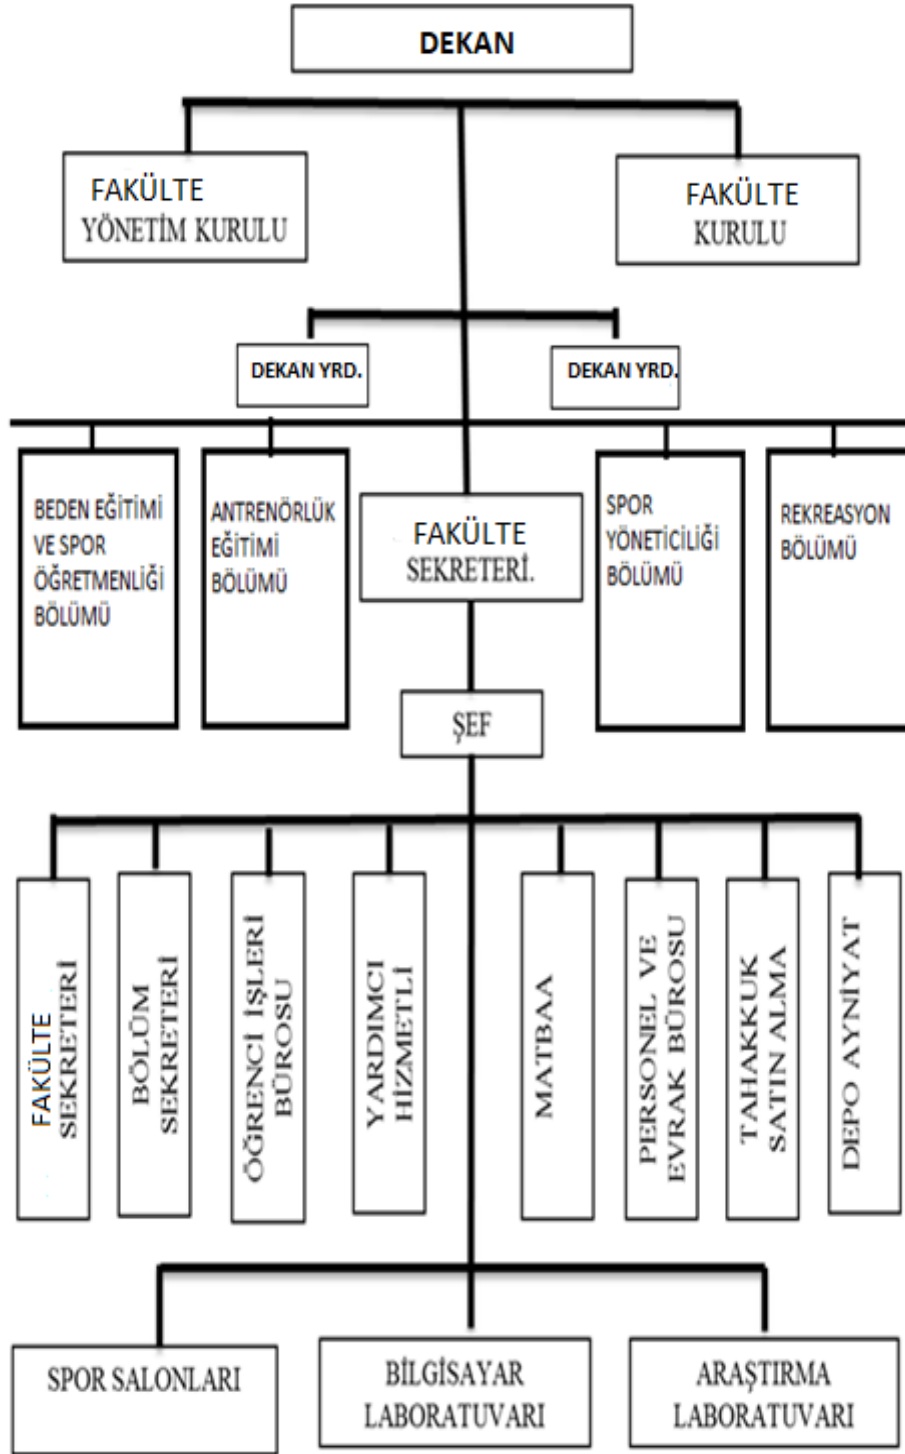 DEKAN
FAKÜLTE
YÖNETİM KURULU
FAKÜLTE
KURULU
DEKAN YRD.
DEKAN YRD.
BEDEN EĞİTİMİ
VE SPOR
ÖĞRETMENLİĞİ
BÖLÜMÜ
ANTRENÖRLÜK
EĞİTİMİ
BÖLÜMÜ
FAKÜLTE
SEKRETERİ.
SPOR
YÖNETİCİLİĞİ
BÖLÜMÜ
REKREASYON
BÖLÜMÜ
ŞEF
FAKÜLTE
SEKRETERİ
BÖLÜM
SEKRETERİ
ÖĞRENCİ İŞLERİ
BÜROSU
YARDIMCI
HİZMETLİ
MATBAA
PERSONEL VE
EVRAK BÜROSU
TAHAKKUK
SATIN ALMA
DEPO AYNİYAT
SPOR SALONLARI
BİLGİSAYAR
LABORATUVARI
ARAŞTIRMA
LABORATUVARI